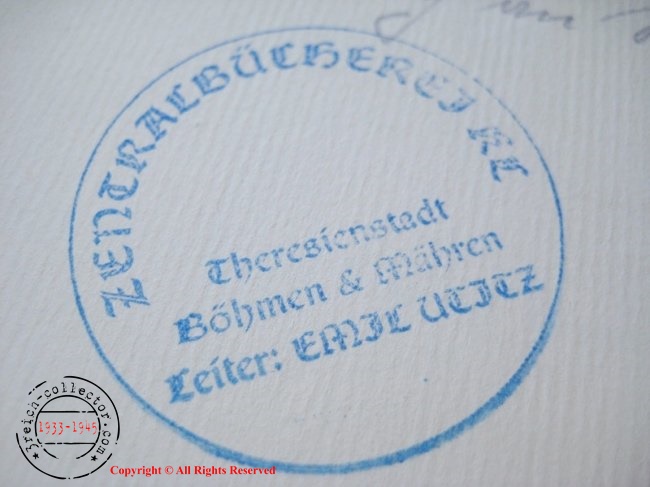 ZENTRALBÜCHEREI KL
Theresienstadt
Böhmen & Mähren
Leiter: EMIL UTITZ
3reich-collector.com
1933-1945
Copyright © All Rights Reserved